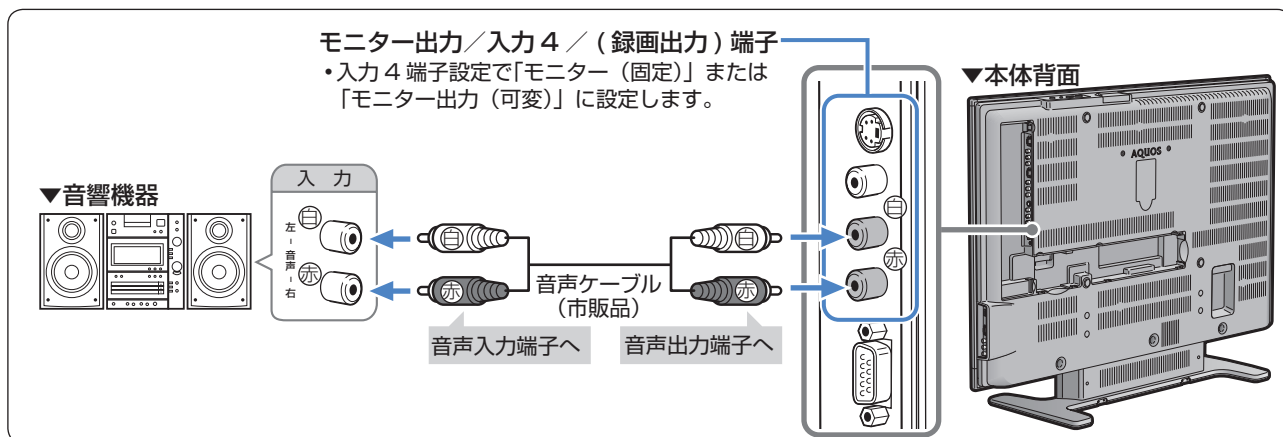 モニター出力／入力４／(録画出力)端子
•入力４端子設定で「モニター（固定）」または
「モニター出力（可変）」に設定します。
▼本体背面
AQUOS
▼音響機器
入 力
白
左－音声－右
赤
白
赤
音声ケーブル
（市販品）
白
赤
白
赤
音声入力端子へ
音声出力端子へ